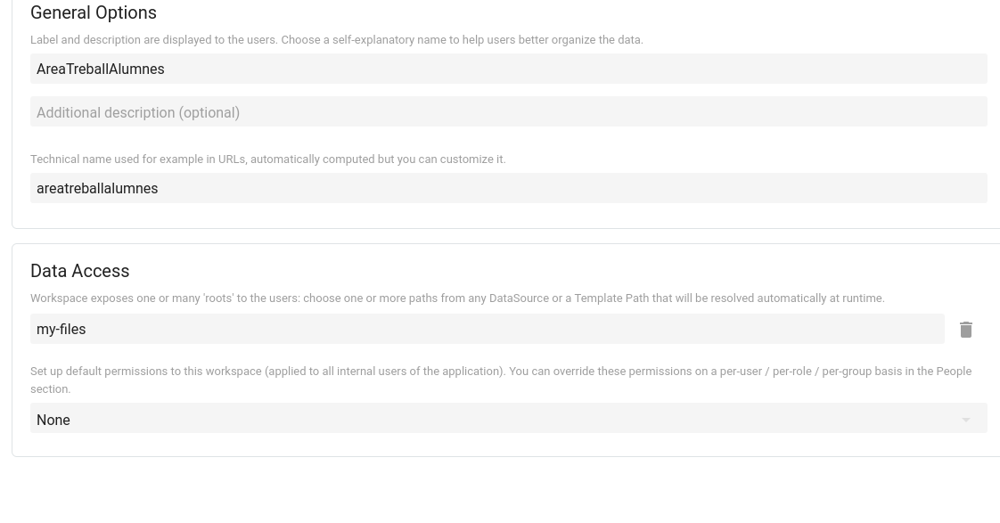 General Options
Label and description are displayed to the users. Choose a self-explanatory name to help users better organize the data.
AreaTreballAlumnes
Additional description (optional)
Technical name used for example in URLs, automatically computed but you can customize it.
areatreballalumnes
Data Access
Workspace exposes one or many 'roots' to the users: choose one or more paths from any DataSource or a Template Path that will be resolved automatically at runtime.
my-files
Set up default permissions to this workspace (applied to all internal users of the application). You can override these permissions on a per-user / per-role / per-group basis in the People
section.
None